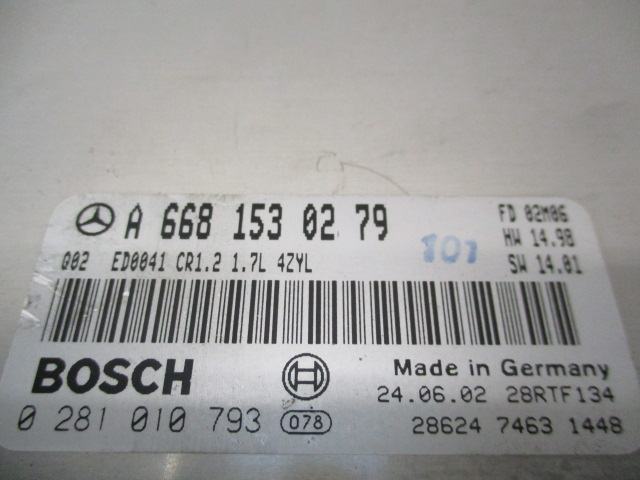 A 668 153 02 79
FD 02M06
HW 14.98
Q02 ED0041 CR1.2 1.7L 4ZYL
101
SW 14.01
BOSCH
Made in Germany
24.06.02 28RTF134
0 281 010 793 078
28624 7463 1448